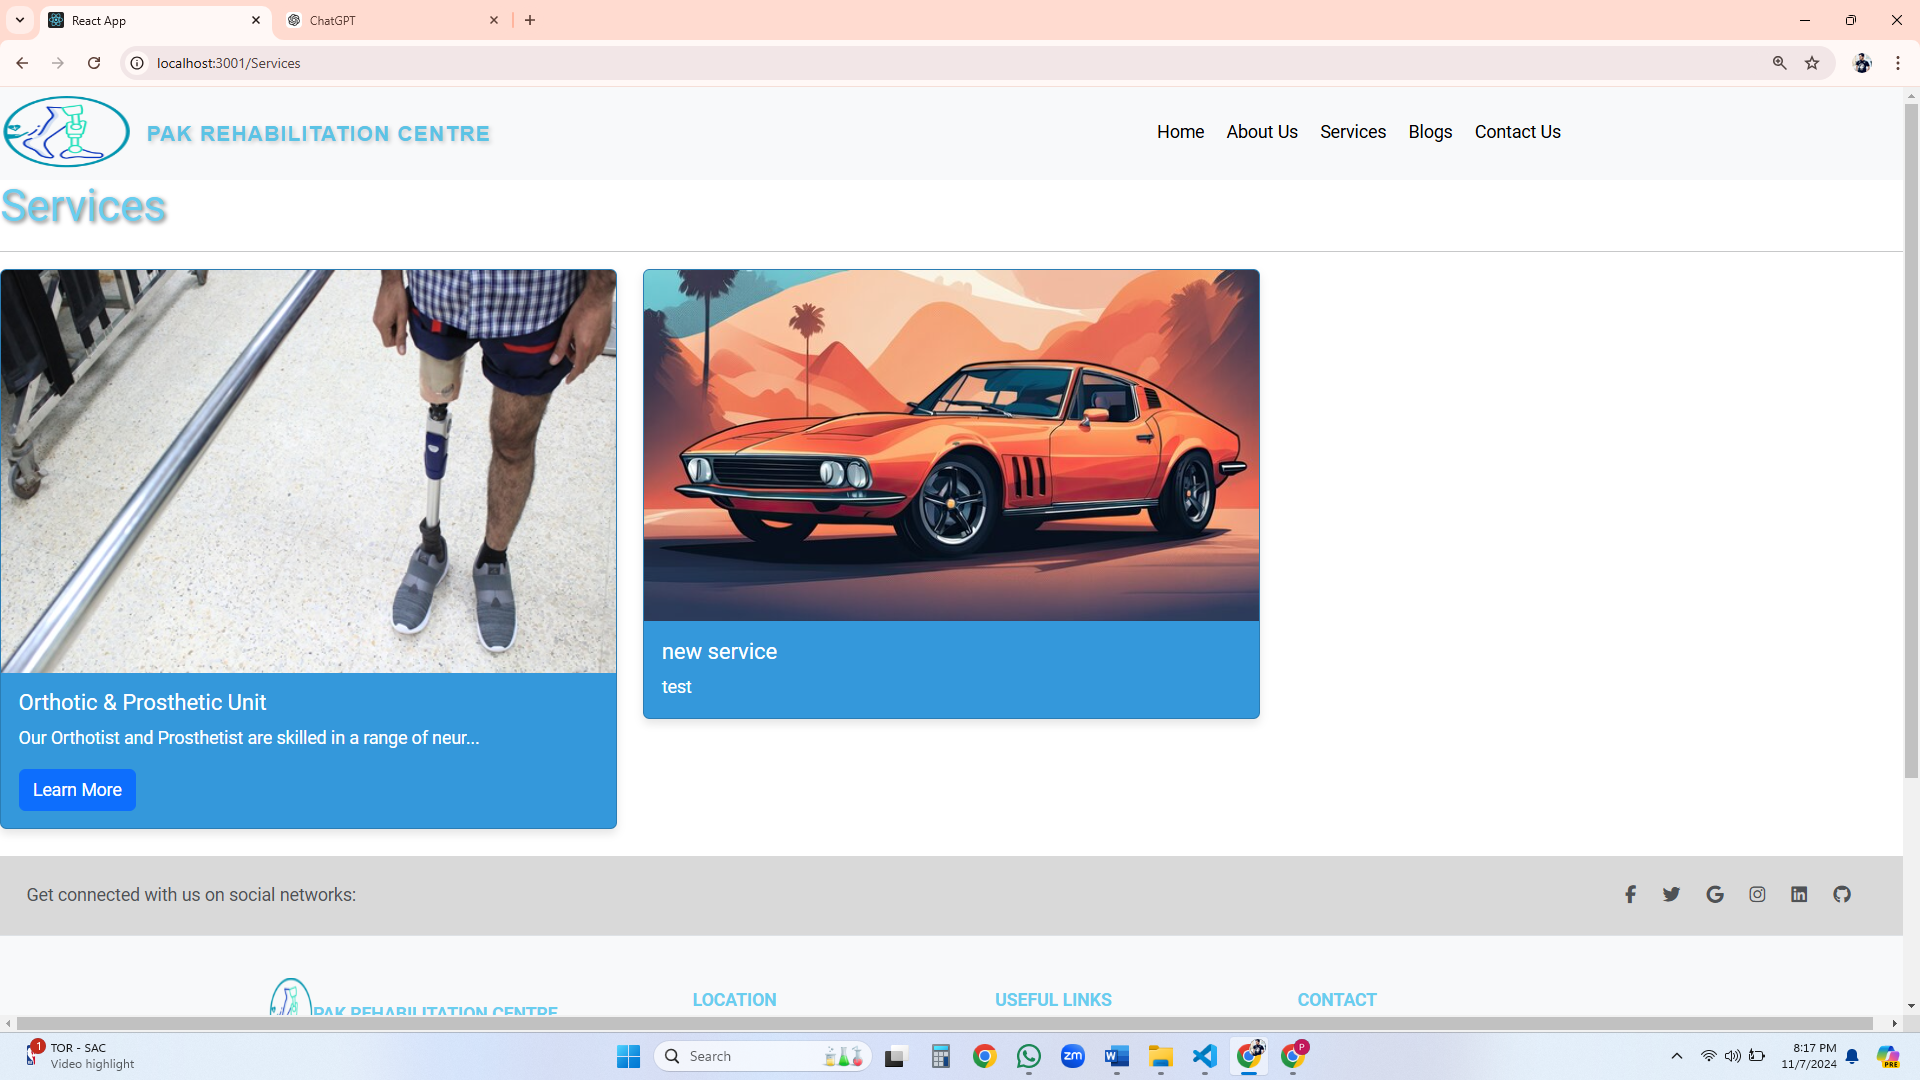 React App
ChatGPT
localhost:3001/Services
PAK REHABILITATION CENTRE
Home
About Us
Services
Blogs
Contact Us
Services
Orthotic & Prosthetic Unit
Our Orthotist and Prosthetist are skilled in a range of neur...
Learn More
new service
test
Get connected with us on social networks:
PAK REHABILITATION CENTRE
LOCATION
USEFUL LINKS
CONTACT
1
TOR - SAC
Video highlight
Search
zm
W
P
PRE
8:17 PM
11/7/2024